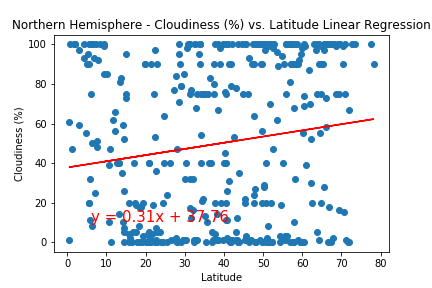 Northern Hemisphere - Cloudiness (%) vs. Latitude Linear Regression
100
80
60
40
20
0
Cloudiness (%)
y = 0.31x + 37.76
0 10 20 30 40 50 60 70 80
Latitude